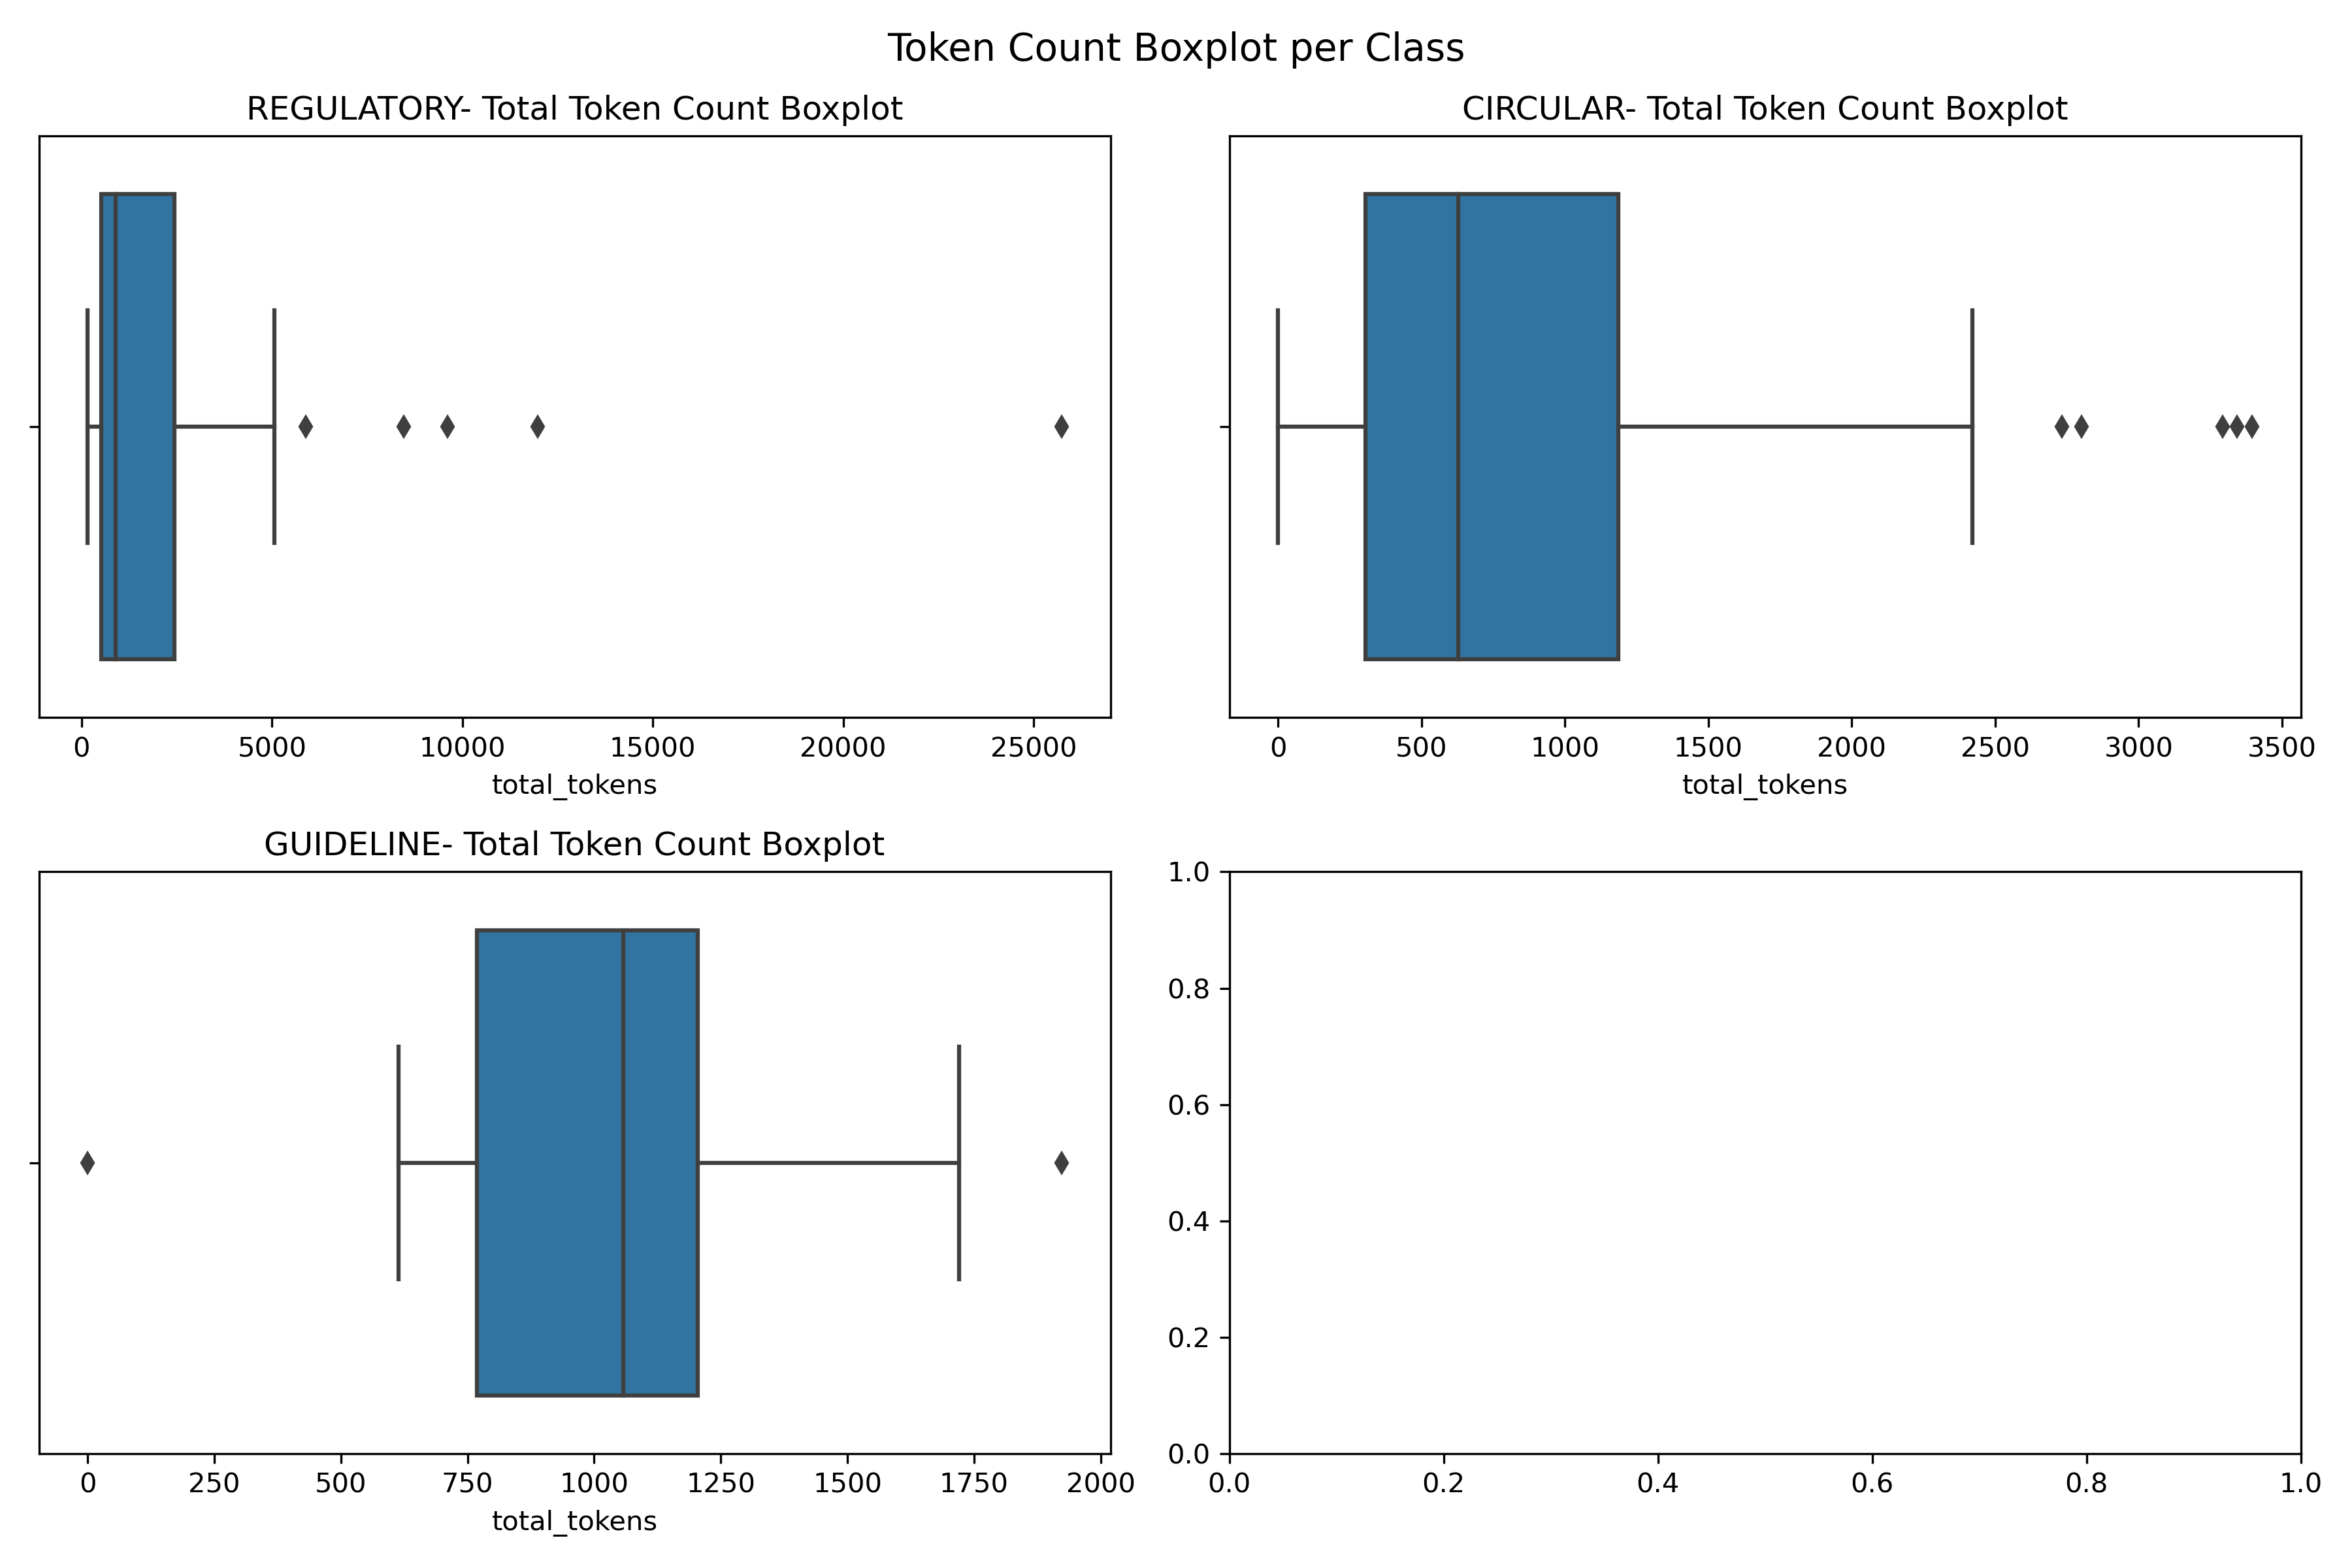 Token Count Boxplot per Class
REGULATORY- Total Token Count Boxplot
0 5000 10000 15000 20000 25000
total_tokens
CIRCULAR- Total Token Count Boxplot
0 500 1000 1500 2000 2500 3000 3500
total_tokens
GUIDELINE- Total Token Count Boxplot
0 250 500 750 1000 1250 1500 1750 2000
total_tokens
1.0
0.8
0.6
0.4
0.2
0.0
0.0 0.2 0.4 0.6 0.8 1.0